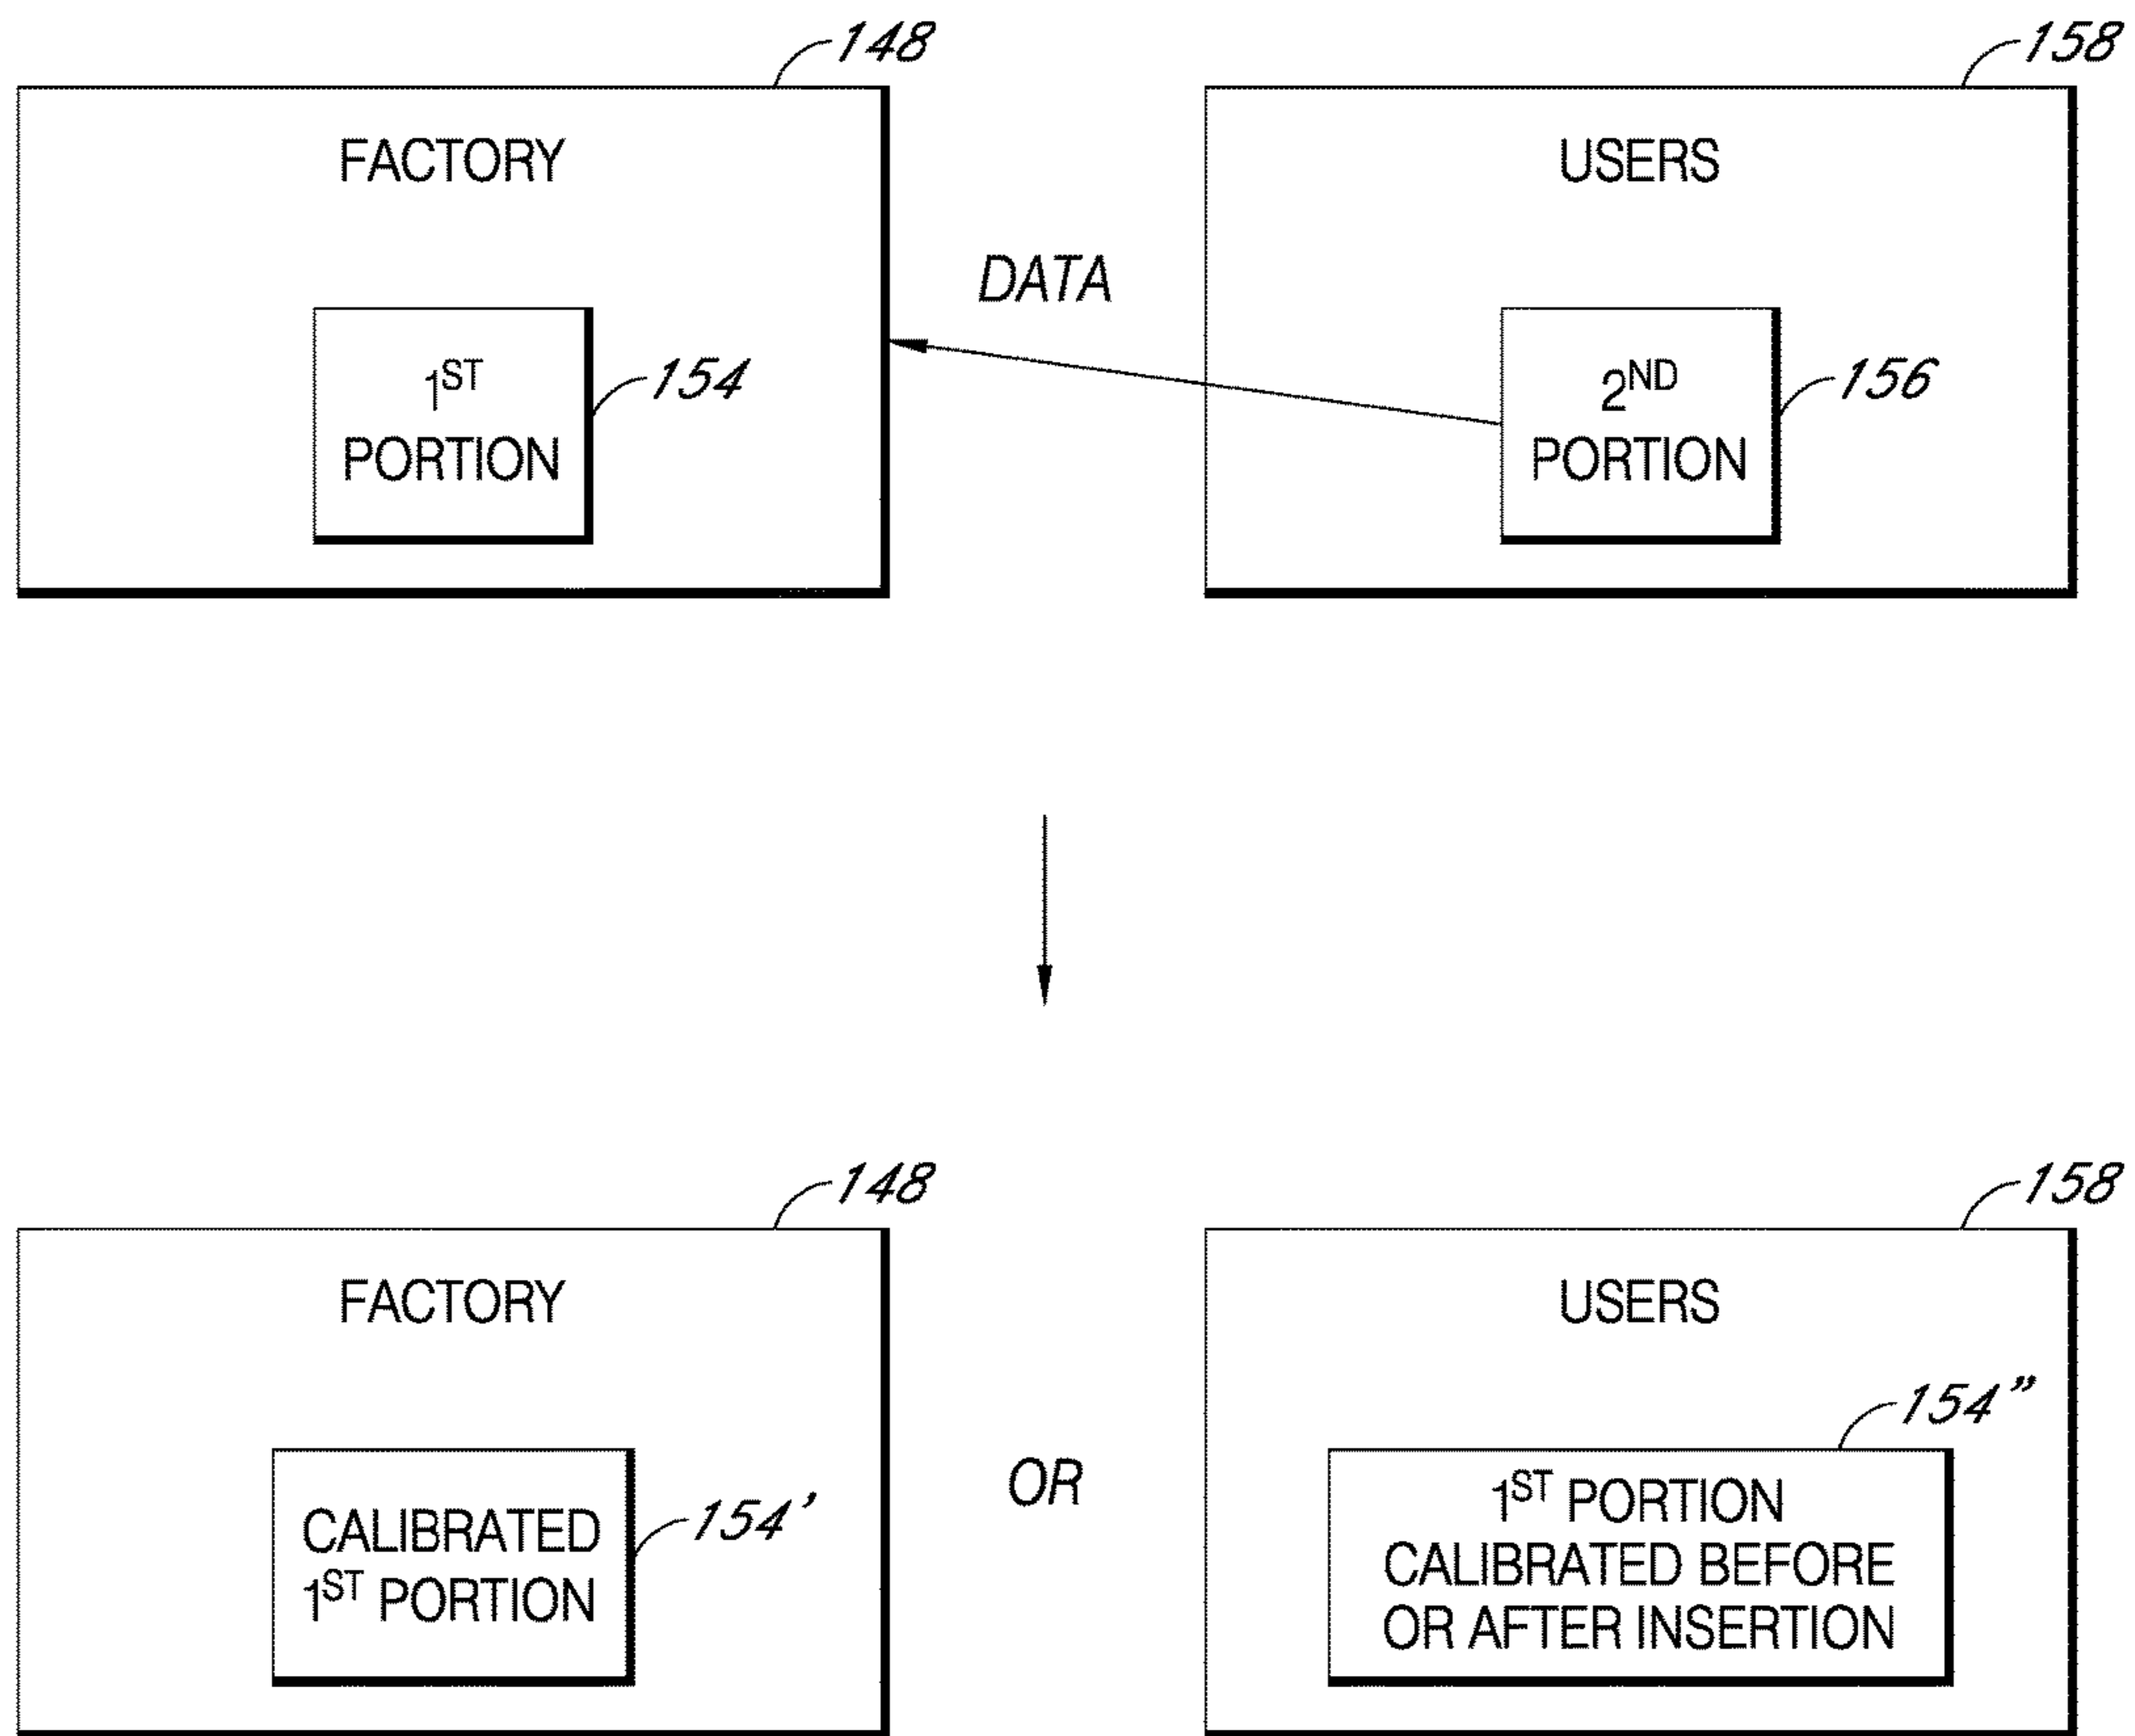 148
158
FACTORY
USERS
DATA
1ST
PORTION
154
2ND
PORTION
156
148
158
FACTORY
USERS
154"
CALIBRATED
1ST PORTION
154'
OR
1ST PORTION
CALIBRATED BEFORE
OR AFTER INSERTION